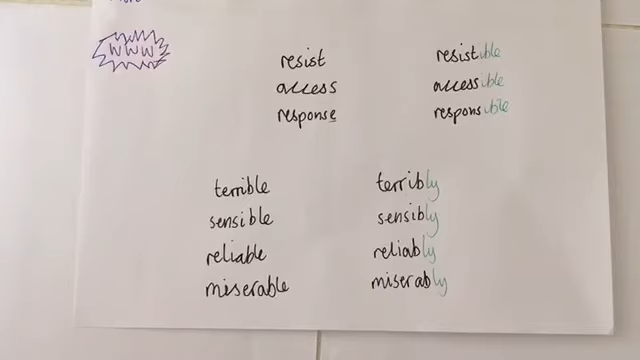 WWW
resist resistible
access accessible
response responsible
terrible terribly
sensible sensibly
reliable reliably
miserable miserably